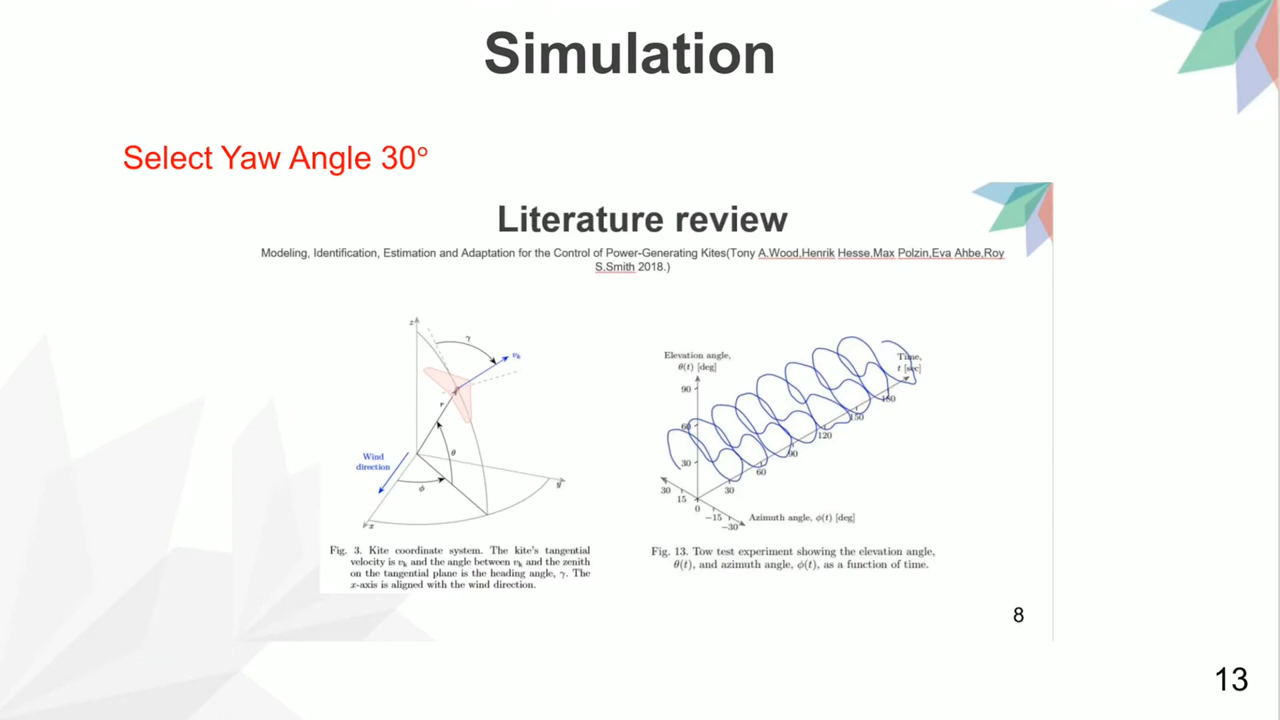 Simulation
Select Yaw Angle 30°
Literature review
Modeling, Identification, Estimation and Adaptation for the Control of Power-Generating Kites(Tony A.Wood,Henrik Hesse,Max Polzin,Eva Ahbe,Roy
S.Smith 2018.)
z
γ
v_k
r
Wind
direction
θ
ϕ
x
y
Fig. 3. Kite coordinate system. The kite's tangential
velocity is v_k and the angle between v_k and the zenith
on the tangential plane is the heading angle, γ. The
x-axis is aligned with the wind direction.
Elevation angle,
θ(t) [deg]
Time,
t [sec]
90
60
30
30
15
0
−15
−30
30
60
90
120
150
180
Azimuth angle, ϕ(t) [deg]
Fig. 13. Tow test experiment showing the elevation angle,
θ(t), and azimuth angle, ϕ(t), as a function of time.
8
13